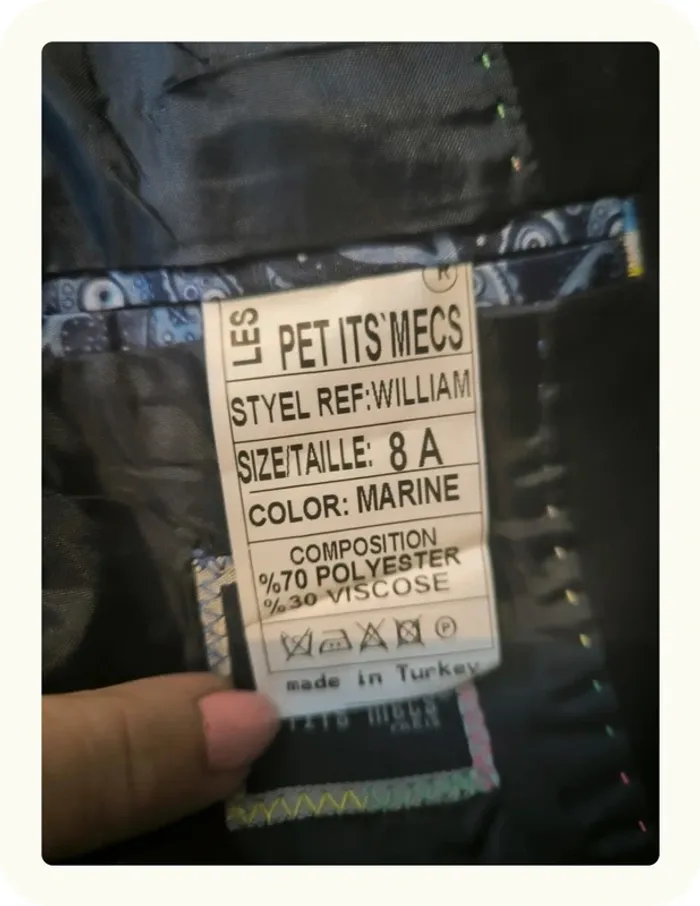 ®
LES PET ITS`MECS
STYEL REF:WILLIAM
SIZE/TAILLE: 8 A
COLOR: MARINE
COMPOSITION
%70 POLYESTER
%30 VISCOSE
P
made in Turkey